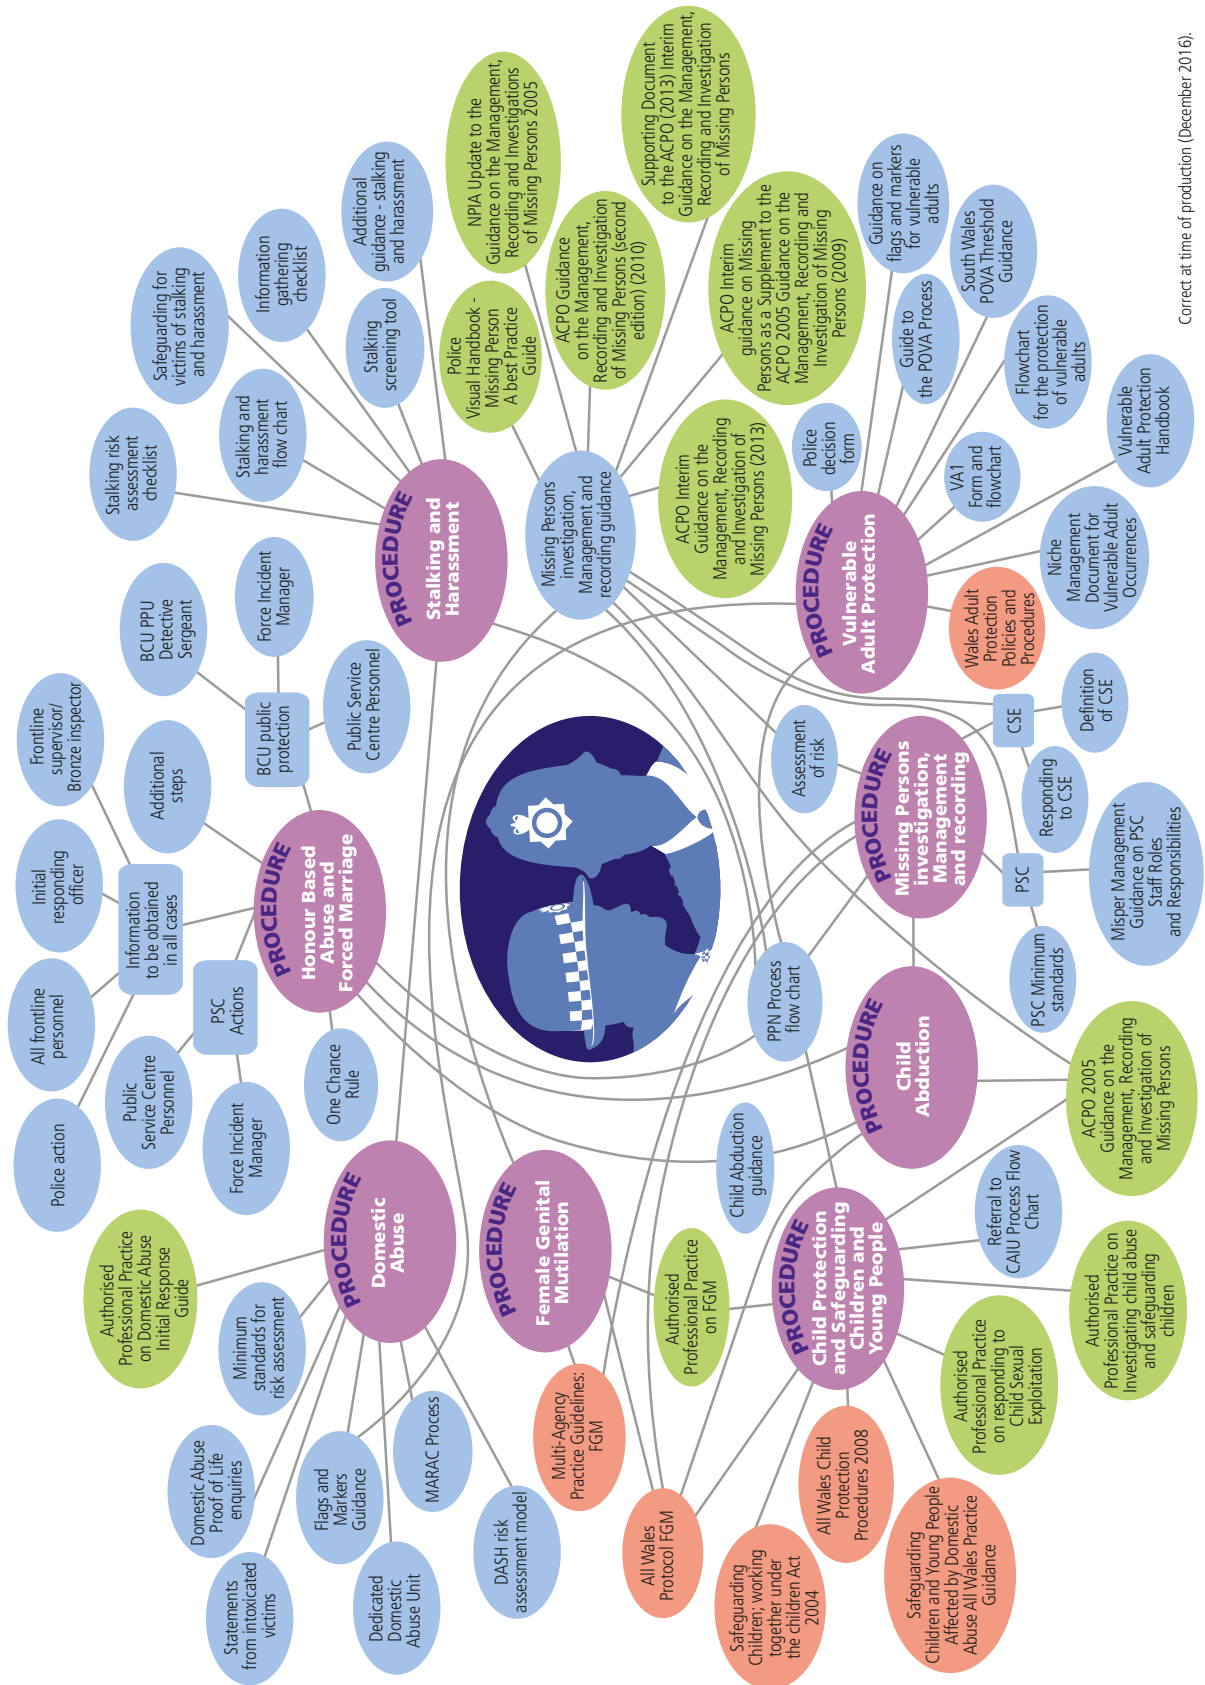 Police action
All frontline
personnel
Initial
responding
officer
Frontline
supervisor/
Bronze inspector
Information
to be obtained
in all cases
Additional
steps
BCU PPU
Detective
Sergeant
Force Incident
Manager
BCU public
protection
Public Service
Centre Personnel
Public
Service Centre
Personnel
Force Incident
Manager
PSC
Actions
One Chance
Rule
PROCEDURE
Honour Based
Abuse and
Forced Marriage
Stalking risk
assessment
checklist
Safeguarding for
victims of stalking
and harassment
Stalking and
harassment
flow chart
Information
gathering
checklist
Stalking
screening tool
Additional
guidance - stalking
and harassment
PROCEDURE
Stalking and
Harassment
Authorised
Professional Practice
on Domestic Abuse
Initial Response
Guide
Minimum
standards for
risk assessment
Domestic Abuse
Proof of Life
enquiries
Statements
from intoxicated
victims
Flags and
Markers
Guidance
Dedicated
Domestic
Abuse Unit
MARAC Process
DASH risk
assessment model
PROCEDURE
Domestic
Abuse
Police
Visual Handbook -
Missing Person
A best Practice
Guide
NPIA Update to the
Guidance on the Management,
Recording and Investigations
of Missing Persons 2005
ACPO Guidance
on the Management,
Recording and Investigation
of Missing Persons (second
edition) (2010)
Supporting Document
to the ACPO (2013) Interim
Guidance on the Management,
Recording and Investigation
of Missing Persons
ACPO Interim
guidance on Missing
Persons as a Supplement to the
ACPO 2005 Guidance on the
Management, Recording and
Investigation of Missing
Persons (2009)
ACPO Interim
Guidance on the
Management, Recording
and Investigation of
Missing Persons (2013)
Missing Persons
investigation,
Management and
recording guidance
PROCEDURE
Female Genital
Mutilation
Multi-Agency
Practice Guidelines:
FGM
All Wales
Protocol FGM
Authorised
Professional Practice
on FGM
Child Abduction
guidance
PPN Process
flow chart
Assessment
of risk
Police
decision
form
Guidance on
flags and markers
for vulnerable
adults
Guide to
the POVA Process
South Wales
POVA Threshold
Guidance
Flowchart
for the protection
of vulnerable
adults
VA1
Form and
flowchart
Vulnerable
Adult Protection
Handbook
Niche
Management
Document for
Vulnerable Adult
Occurrences
Wales Adult
Protection
Policies and
Procedures
PROCEDURE
Vulnerable
Adult Protection
PROCEDURE
Missing Persons
investigation,
Management
and recording
CSE
Definition
of CSE
Responding
to CSE
PSC
Misper Management
Guidance on PSC
Staff Roles
and Responsibilities
PSC Minimum
standards
PROCEDURE
Child
Abduction
ACPO 2005
Guidance on the
Management, Recording
and Investigation of
Missing Persons
PROCEDURE
Child Protection
and Safeguarding
Children and
Young People
Referral to
CAIU Process Flow
Chart
Authorised
Professional Practice on
Investigating child abuse
and safeguarding
children
Authorised
Professional Practice
on responding to
Child Sexual
Exploitation
Safeguarding
Children; working
together under
the children Act
2004
All Wales Child
Protection
Procedures 2008
Safeguarding
Children and Young People
Affected by Domestic
Abuse All Wales Practice
Guidance
Correct at time of production (December 2016).